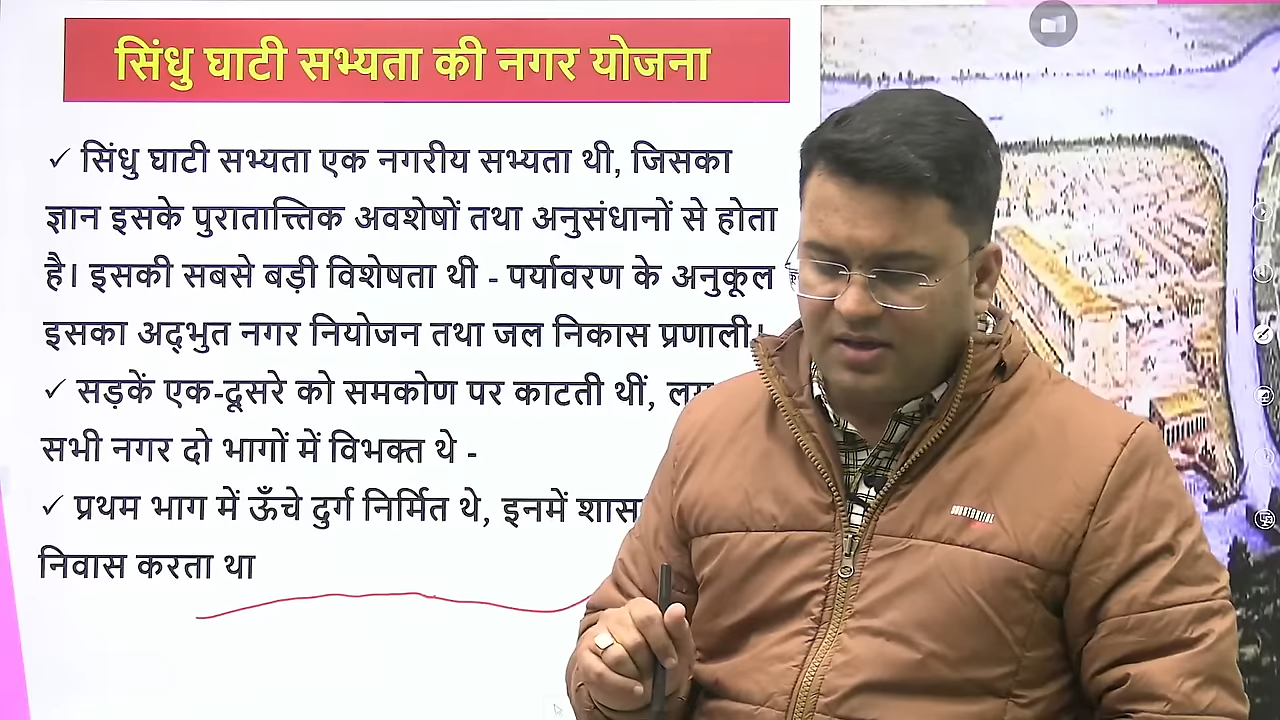 सिंधु घाटी सभ्यता की नगर योजना
✓ सिंधु घाटी सभ्यता एक नगरीय सभ्यता थी, जिसका
ज्ञान इसके पुरातात्त्विक अवशेषों तथा अनुसंधानों से होता
है। इसकी सबसे बड़ी विशेषता थी - पर्यावरण के अनुकूल
इसका अद्भुत नगर नियोजन तथा जल निकास प्रणाली।
✓ सड़कें एक-दूसरे को समकोण पर काटती थीं,
सभी नगर दो भागों में विभक्त थे -
✓ प्रथम भाग में ऊँचे दुर्ग निर्मित थे, इनमें
निवास करता था
SUBSTANTIAL